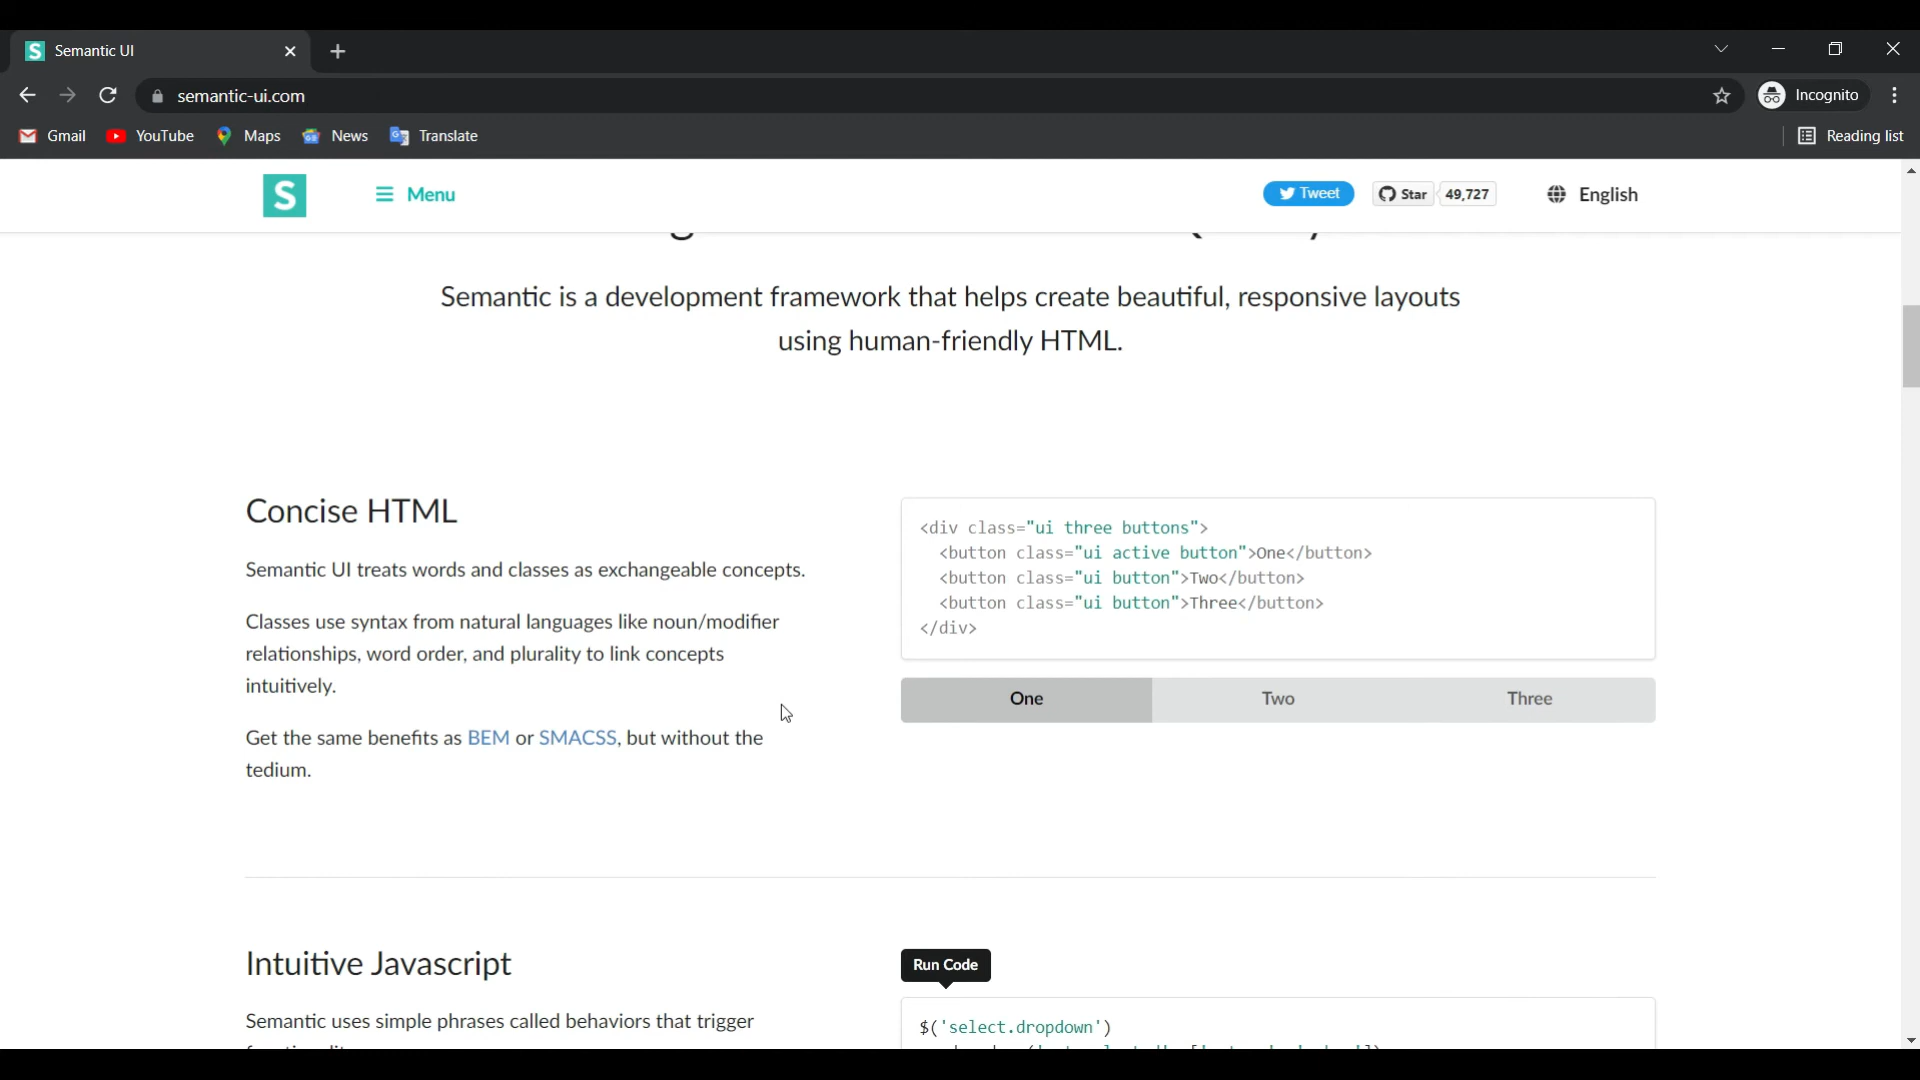 Semantic UI
semantic-ui.com
Incognito
Gmail YouTube Maps News Translate
Reading list
S Menu Tweet Star 49,727 English
Semantic is a development framework that helps create beautiful, responsive layouts
using human-friendly HTML.
Concise HTML
Semantic UI treats words and classes as exchangeable concepts.
Classes use syntax from natural languages like noun/modifier
relationships, word order, and plurality to link concepts
intuitively.
Get the same benefits as BEM or SMACSS, but without the
tedium.
<div class="ui three buttons">
<button class="ui active button">One</button>
<button class="ui button">Two</button>
<button class="ui button">Three</button>
</div>
One Two Three
Intuitive Javascript
Semantic uses simple phrases called behaviors that trigger
Run Code
$('select.dropdown')